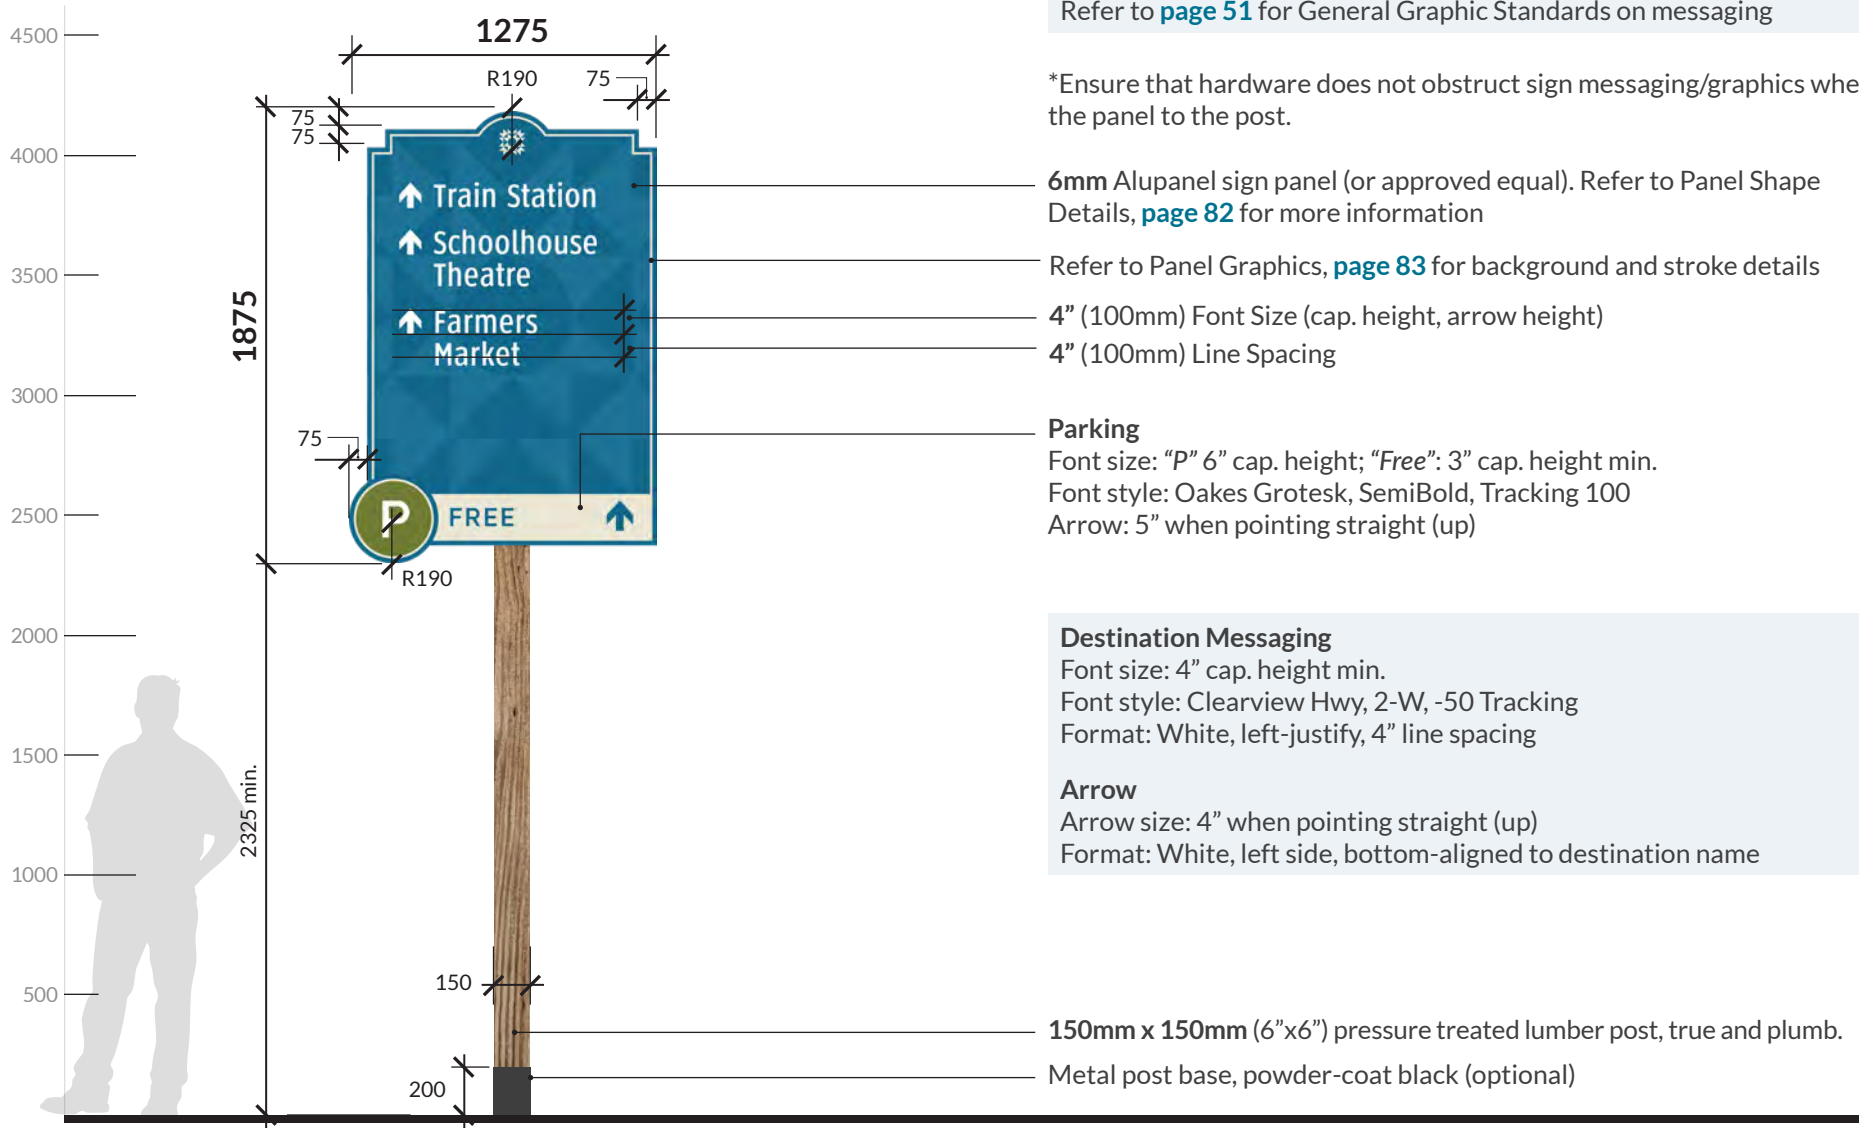 Refer to page 51 for General Graphic Standards on messaging
4500
1275
R190
75
*Ensure that hardware does not obstruct sign messaging/graphics whe
the panel to the post.
75
75
4000
Train Station
Schoolhouse
Theatre
Farmers
Market
6mm Alupanel sign panel (or approved equal). Refer to Panel Shape
Details, page 82 for more information
Refer to Panel Graphics, page 83 for background and stroke details
3500
1875
4” (100mm) Font Size (cap. height, arrow height)
4” (100mm) Line Spacing
3000
75
Parking
Font size: “P” 6” cap. height; “Free”: 3” cap. height min.
Font style: Oakes Grotesk, SemiBold, Tracking 100
Arrow: 5” when pointing straight (up)
2500
P
FREE
R190
2000
Destination Messaging
Font size: 4” cap. height min.
Font style: Clearview Hwy, 2-W, -50 Tracking
Format: White, left-justify, 4” line spacing
1500
2325 min.
Arrow
Arrow size: 4” when pointing straight (up)
Format: White, left side, bottom-aligned to destination name
1000
150
500
150mm x 150mm (6”x6”) pressure treated lumber post, true and plumb.
Metal post base, powder-coat black (optional)
200